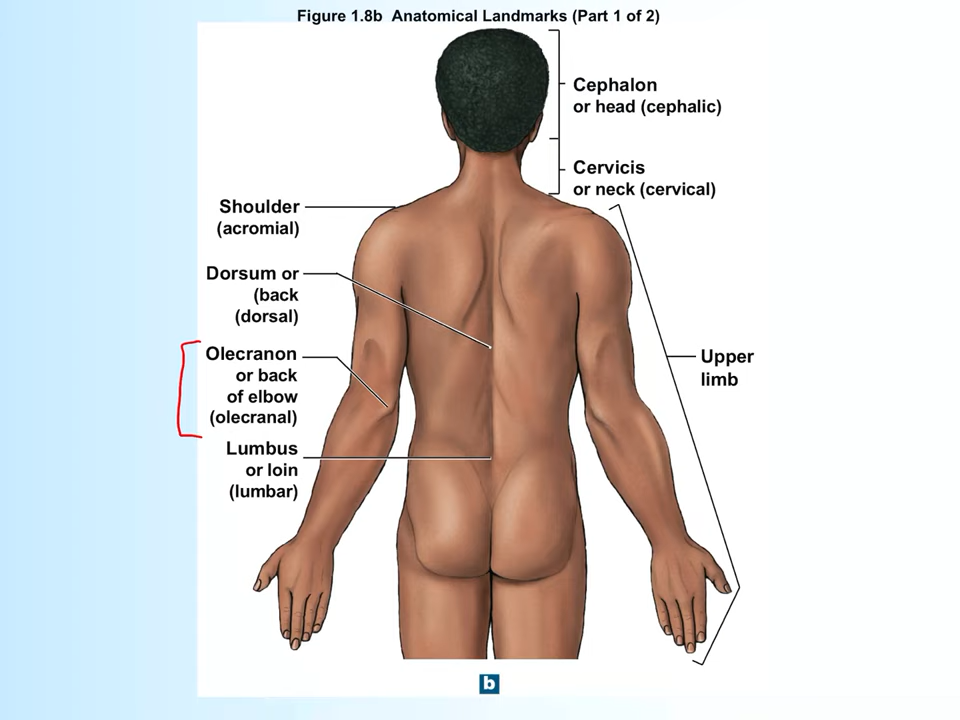 Figure 1.8b  Anatomical Landmarks (Part 1 of 2)
Cephalon
or head (cephalic)
Cervicis
or neck (cervical)
Shoulder
(acromial)
Dorsum or
(back
(dorsal)
Olecranon
or back
of elbow
(olecranal)
Lumbus
or loin
(lumbar)
Upper
limb
b